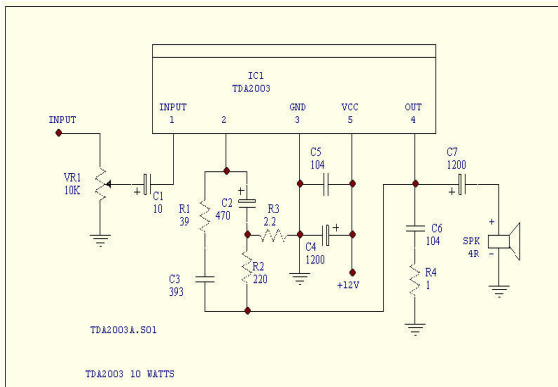 IC1
TDA2003
INPUT GND VCC OUT
1 2 3 5 4
INPUT
VR1
10K
+
C1
10
R1
39
+
C2
470
R3
2.2
C5
104
C4
1200
+
C7
1200
+
C6
104
SPK
4R
+
-
C3
393
R2
220
+12V
R4
1
TDA2003A.S01
TDA2003 10 WATTS